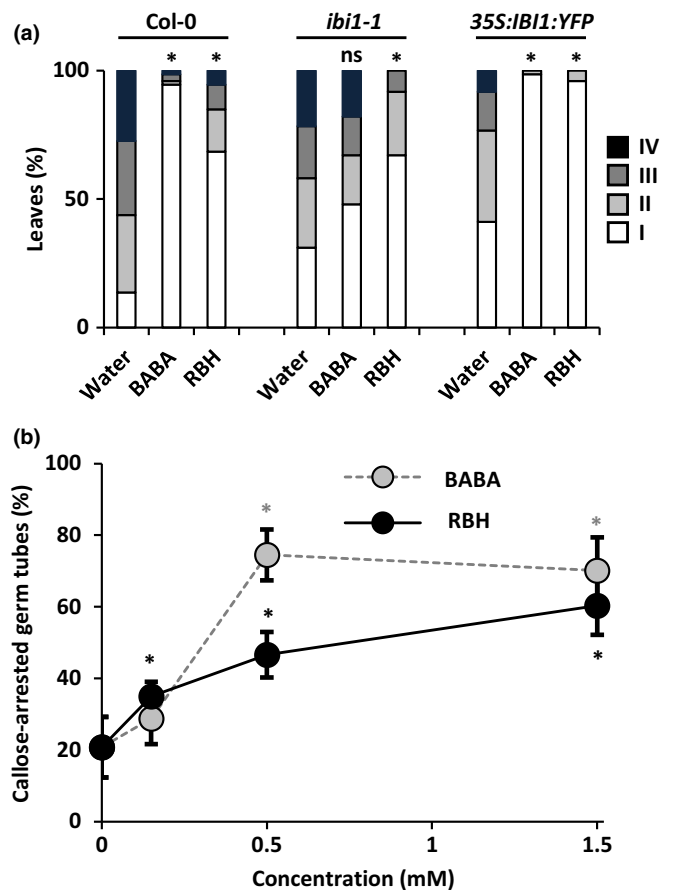 (a)
Col-0 ibi1-1 35S:IBI1:YFP
* * ns * * *
100
50
0
Leaves (%)
IV
III
II
I
Water BABA RBH Water BABA RBH Water BABA RBH
(b)
100
80
60
40
20
0
Callose-arrested germ tubes (%)
BABA
RBH
* * * * *
0 0.5 1 1.5
Concentration (mM)